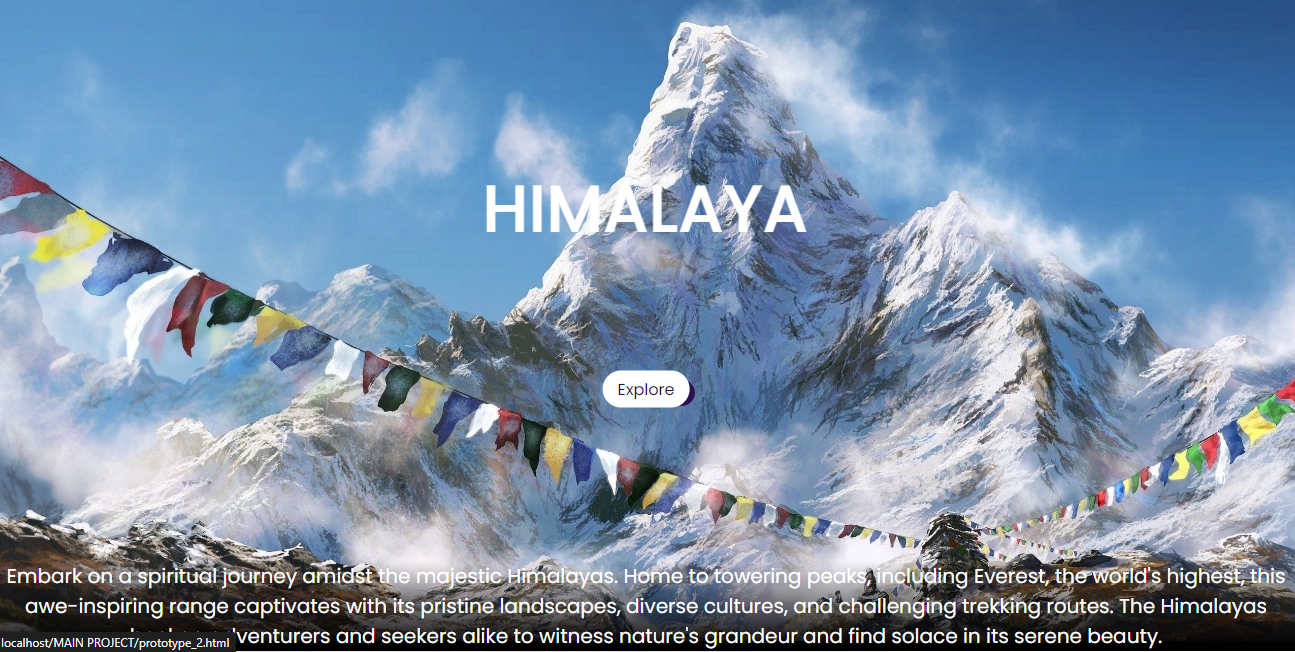 HIMALAYA
Explore
Embark on a spiritual journey amidst the majestic Himalayas. Home to towering peaks, including Everest, the world's highest, this
awe-inspiring range captivates with its pristine landscapes, diverse cultures, and challenging trekking routes. The Himalayas
and seekers alike to witness nature's grandeur and find solace in its serene beauty.
localhost/MAIN PROJECT/prototype_2.html